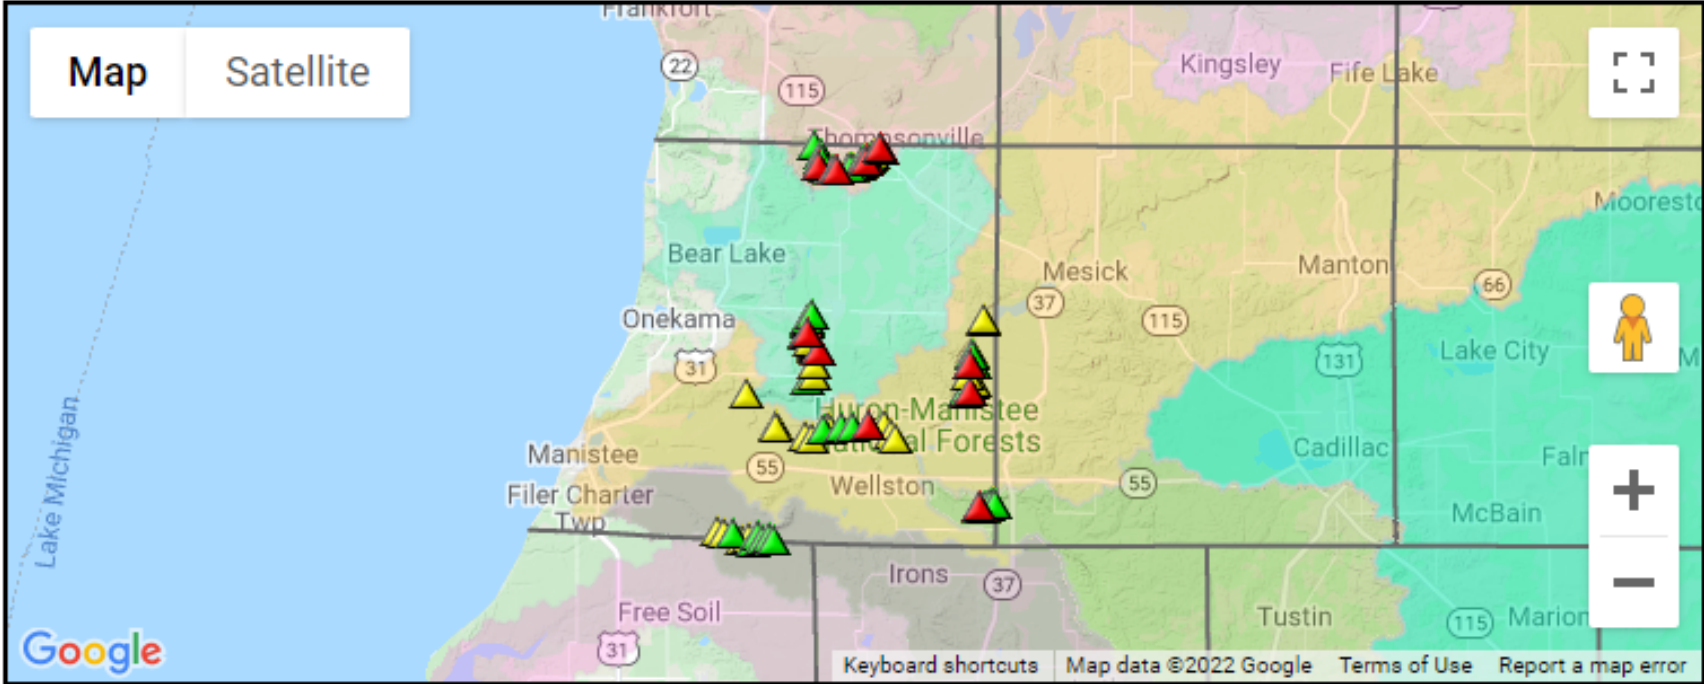 Frankfort
Map
Satellite
22
115
Kingsley
Fife Lake
Thompsonville
Mooresto
Bear Lake
Mesick
Manton
37
66
115
Onekama
31
131
Lake City
M
Huron-Manistee
National Forests
Manistee
55
Cadillac
Falm
Lake Michigan
Filer Charter
Twp
Wellston
55
McBain
Irons
37
Free Soil
Tustin
115
Marion
31
Google
Keyboard shortcuts
Map data ©2022 Google
Terms of Use
Report a map error